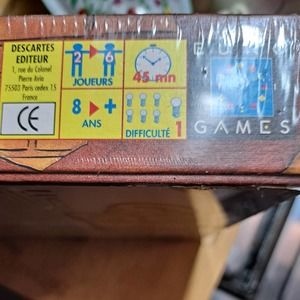 DESCARTES
EDITEUR
1, rue du Colonel
Pierre Avia
75503 Paris cedex 15
France
CE
2 6
JOUEURS
45 mn
8 +
ANS
DIFFICULTÉ 1
EURO
GAMES